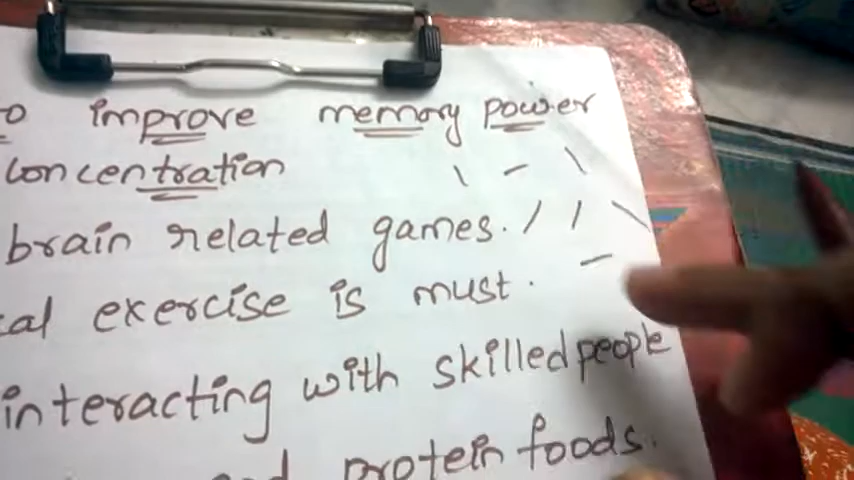 improve memory power
concentration
brain related games.
exercise is must.
interacting with skilled people
protein foods.